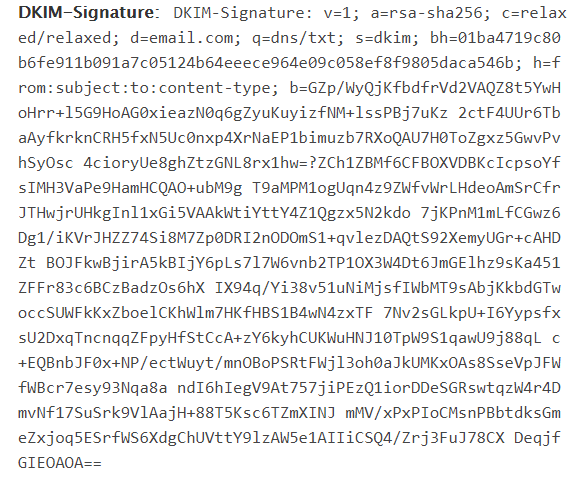 DKIM–Signature: DKIM-Signature: v=1; a=rsa-sha256; c=relax
ed/relaxed; d=email.com; q=dns/txt; s=dkim; bh=01ba4719c80
b6fe911b091a7c05124b64eeece964e09c058ef8f9805daca546b; h=f
rom:subject:to:content-type; b=GZp/WyQjKfbdfrVd2VAQZ8t5YwH
oHrr+l5G9HoAG0xieazN0q6gZyuKuyizfNM+lssPBj7uKz 2ctF4UUr6Tb
aAyfkrknCRH5fxN5Uc0nxp4XrNaEP1bimuzb7RXoQAU7H0ToZgxz5GwvPv
hSyOsc 4cioryUe8ghZtzGNL8rx1hw=?ZCh1ZBMf6CFBOXVDBKcIcpsoYf
sIMH3VaPe9HamHCQAO+ubM9g T9aMPM1ogUqn4z9ZWfvWrLHdeoAmSrCfr
JTHwjrUHkgInl1xGi5VAAkWtiYttY4Z1Qgzx5N2kdo 7jKPnM1mLfCGwz6
Dg1/iKVrJHZZ74Si8M7Zp0DRI2nODOmS1+qvlezDAQtS92XemyUGr+cAHD
Zt BOJFkwBjirA5kBIjY6pLs7l7W6vnb2TP1OX3W4Dt6JmGElhz9sKa451
ZFFr83c6BCzBadzOs6hX IX94q/Yi38v51uNiMjsfIWbMT9sAbjKkbdGTw
occSUWFkKxZboelCKhWlm7HKfHBS1B4wN4zxTF 7Nv2sGLkpU+I6Yypsfx
sU2DxqTncnqqZFpyHfStCcA+zY6kyhCUKWuHNJ10TpW9S1qawU9j88qL c
+EQBnbJF0x+NP/ectWuyt/mnOBoPSRtFWjl3oh0aJkUMKxOAs8SseVpJFW
fWBcr7esy93Nqa8a ndI6hIegV9At757jiPEzQ1iorDDeSGRswtqzW4r4D
mvNf17SuSrk9VlAajH+88T5Ksc6TZmXINJ mMV/xPxPIoCMsnPBbtdksGm
eZxjoq5ESrfWS6XdgChUVttY9lzAW5e1AIIiCSQ4/Zrj3FuJ78CX Deqjf
GIEOAOA==